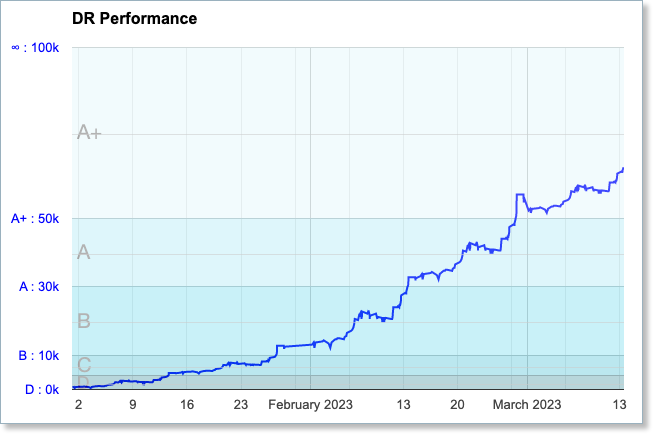 DR Performance
∞ : 100k
A+
A+ : 50k
A
A : 30k
B
B : 10k
C
D
D : 0k
2 9 16 23 February 2023 13 20 March 2023 13